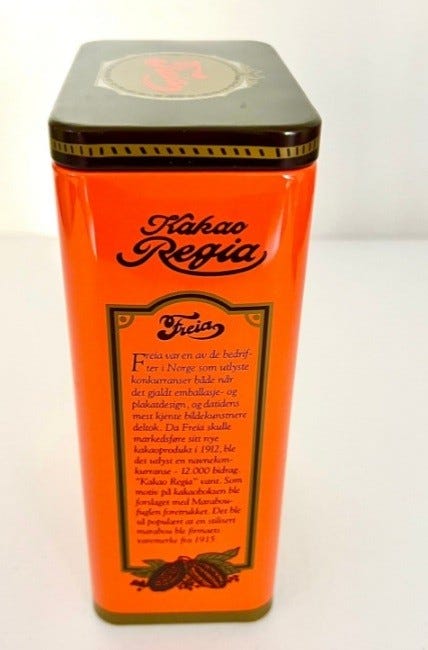 Kakao
Regia
Freia
Freia var en av de bedrif-
ter i Norge som utlyste
konkurranser både når
det gjaldt emballasje- og
plakatdesign, og datidens
mest kjente bildekunstnere
deltok. Da Freia skulle
markedsføre sitt nye
kakaoprodukt i 1912, ble
det utlyst en navnekon-
kurranse - 12.000 bidrag.
"Kakao Regia" vant. Som
motiv på kakaoboksen ble
forslaget med Marabou-
fuglen foretrukket. Det ble
så populært at en stilisert
marabou ble firmaets
varemerke fra 1915.